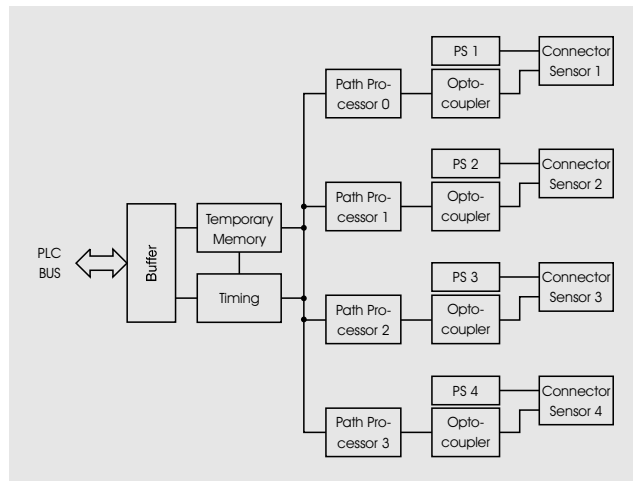 PS 1
Connector
Sensor 1
Path Pro-
cessor 0
Opto-
coupler
PS 2
Connector
Sensor 2
Path Pro-
cessor 1
Opto-
coupler
PLC
BUS
Buffer
Temporary
Memory
Timing
PS 3
Connector
Sensor 3
Path Pro-
cessor 2
Opto-
coupler
PS 4
Connector
Sensor 4
Path Pro-
cessor 3
Opto-
coupler